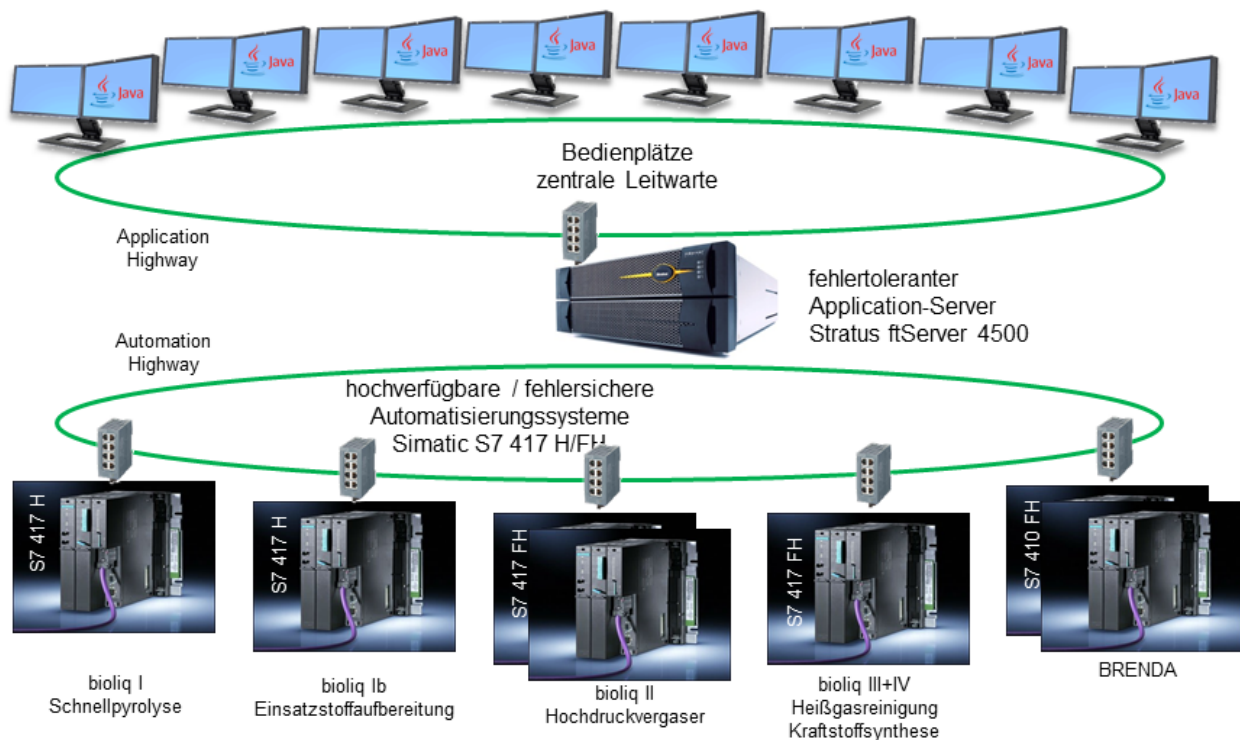 Java
Java
Java
Java
Java
Java
Java
Java
Bedienplätze
zentrale Leitwarte
Application
Highway
fehlertoleranter
Application-Server
Stratus ftServer 4500
Automation
Highway
hochverfügbare / fehlersichere
Automatisierungssysteme
Simatic S7 417 H/FH
S7 417 H
S7 417 H
S7 417 FH
S7 417 FH
S7 410 FH
bioliq I
Schnellpyrolyse
bioliq Ib
Einsatzstoffaufbereitung
bioliq II
Hochdruckvergaser
bioliq III+IV
Heißgasreinigung
Kraftstoffsynthese
BRENDA